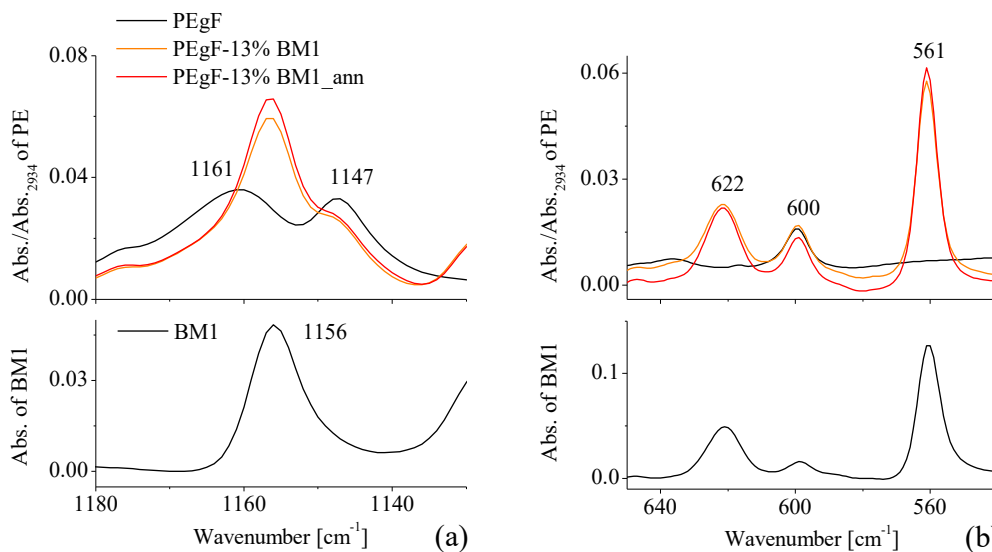 PEgF
PEgF-13% BM1
PEgF-13% BM1_ann
0.08
0.04
0.00
Abs./Abs.2934 of PE
1161
1147
BM1
1156
0.03
0.00
Abs. of BM1
1180
1160
1140
Wavenumber [cm-1]
(a)
0.06
0.03
0.00
Abs./Abs.2934 of PE
622
600
561
0.1
0.0
Abs. of BM1
640
600
560
Wavenumber [cm-1]
(b